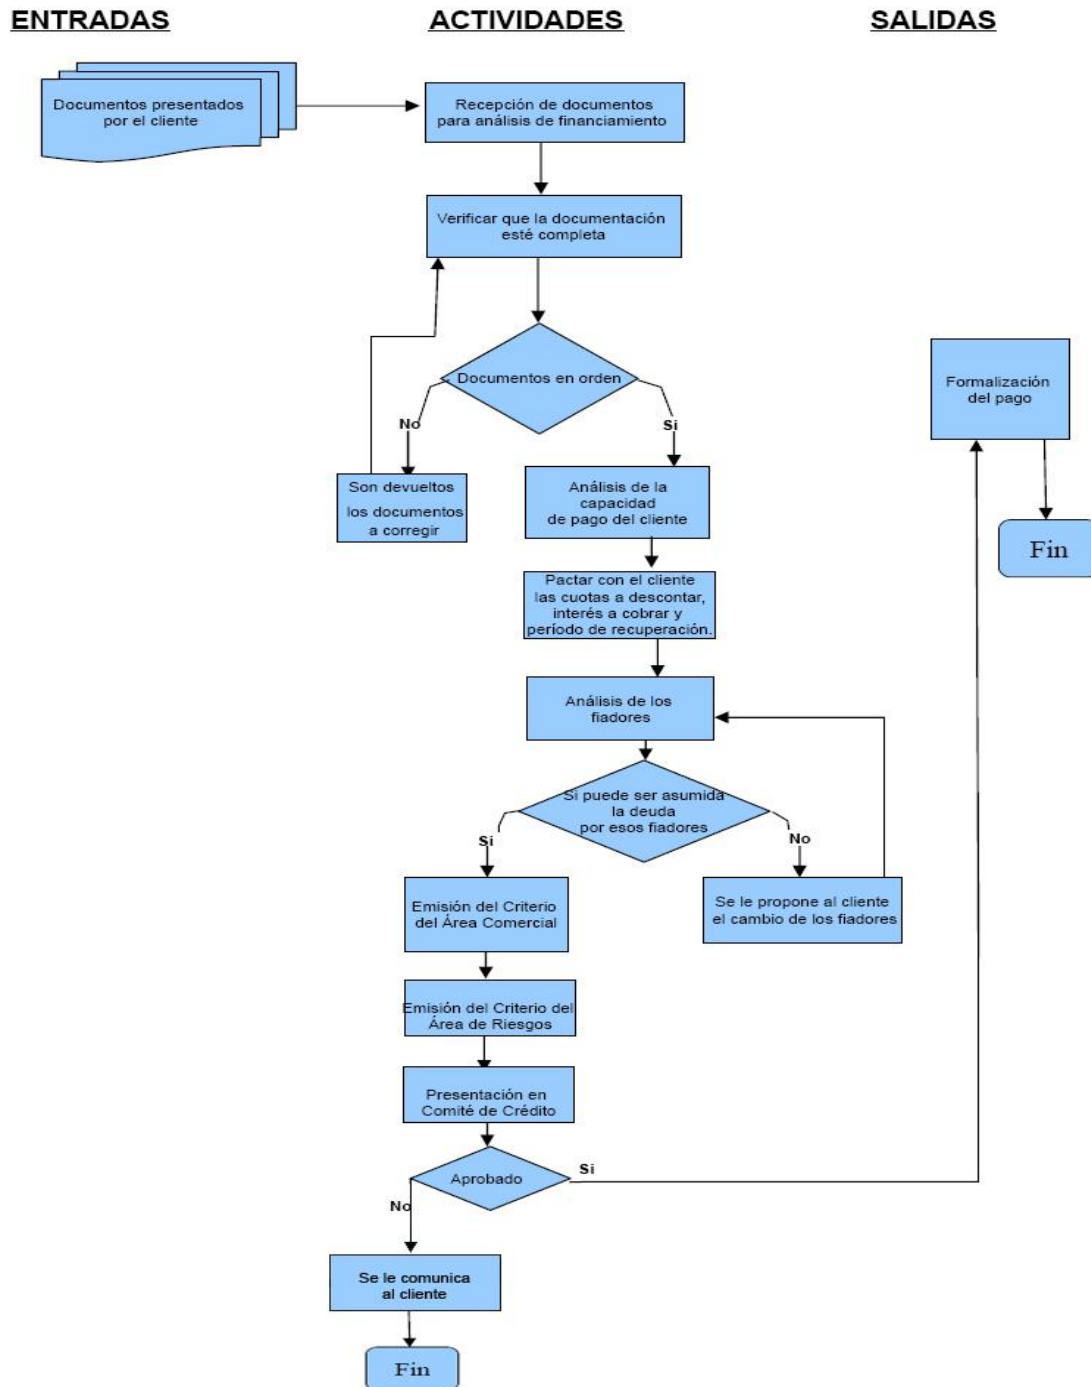 ENTRADAS
ACTIVIDADES
SALIDAS
Documentos presentados
por el cliente
Recepción de documentos
para análisis de financiamiento
Verificar que la documentación
esté completa
Documentos en orden
No
Si
Son devueltos
los documentos
a corregir
Análisis de la
capacidad
de pago del cliente
Formalización
del pago
Fin
Pactar con el cliente
las cuotas a descontar,
interés a cobrar y
período de recuperación.
Análisis de los
fiadores
Si puede ser asumida
la deuda
por esos fiadores
Si
No
Emisión del Criterio
del Área Comercial
Se le propone al cliente
el cambio de los fiadores
Emisión del Criterio del
Área de Riesgos
Presentación en
Comité de Crédito
Aprobado
Si
No
Se le comunica
al cliente
Fin